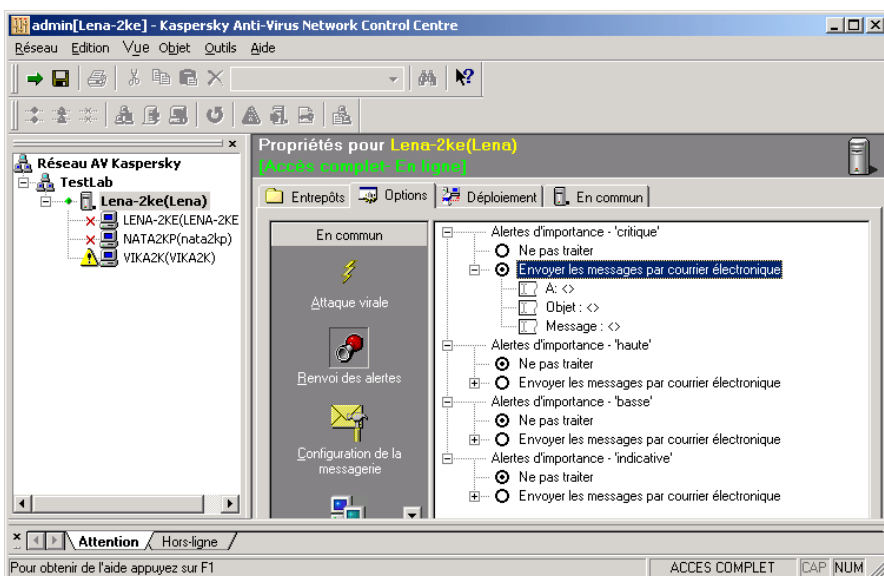 admin[Lena-2ke] - Kaspersky Anti-Virus Network Control Centre
Réseau Edition Vue Objet Outils Aide
Réseau AV Kaspersky
TestLab
Lena-2ke(Lena)
LENA-2KE(LENA-2KE
NATA2KP(nata2kp)
VIKA2K(VIKA2K)
Propriétés pour Lena-2ke(Lena)
[Accès complet-En ligne]
Entrepôts Options Déploiement En commun
En commun
Attaque virale
Renvoi des alertes
Configuration de la
messagerie
Alertes d'importance - 'critique'
Ne pas traiter
Envoyer les messages par courrier électronique
A: <>
Objet : <>
Message : <>
Alertes d'importance - 'haute'
Ne pas traiter
Envoyer les messages par courrier électronique
Alertes d'importance - 'basse'
Ne pas traiter
Envoyer les messages par courrier électronique
Alertes d'importance - 'indicative'
Ne pas traiter
Envoyer les messages par courrier électronique
Attention Hors-ligne
Pour obtenir de l'aide appuyez sur F1
ACCES COMPLET CAP NUM